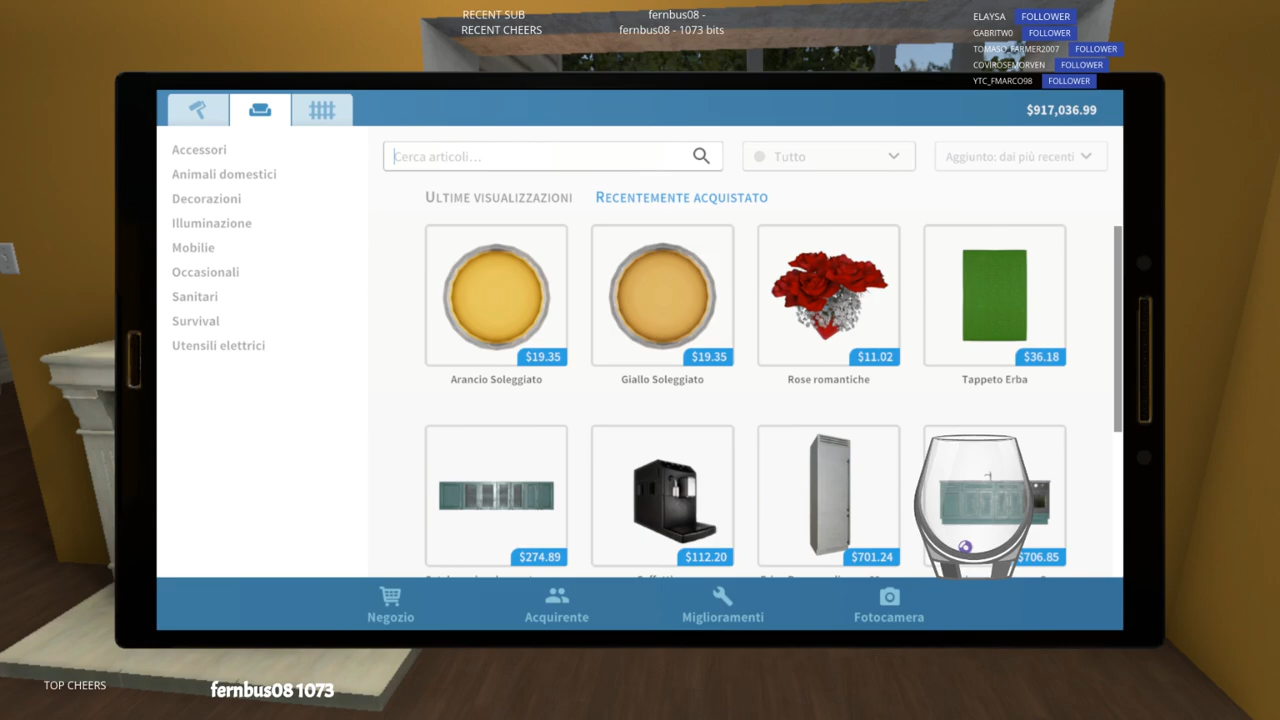 RECENT SUB
fernbus08 -
RECENT CHEERS
fernbus08 - 1073 bits
ELAYSA FOLLOWER
GABRITW0 FOLLOWER
TOMASO_FARMER2007 FOLLOWER
COVIROSEMORVEN FOLLOWER
YTC_FMARCO98 FOLLOWER
$917,036.99
Accessori
Animali domestici
Decorazioni
Illuminazione
Mobilie
Occasionali
Sanitari
Survival
Utensili elettrici
Cerca articoli...
Tutto
Aggiunto: dai più recenti
ULTIME VISUALIZZAZIONI
RECENTEMENTE ACQUISTATO
$19.35
Arancio Soleggiato
$19.35
Giallo Soleggiato
$11.02
Rose romantiche
$36.18
Tappeto Erba
$274.89
$112.20
$701.24
$706.85
Negozio
Acquirente
Miglioramenti
Fotocamera
TOP CHEERS
fernbus08 1073